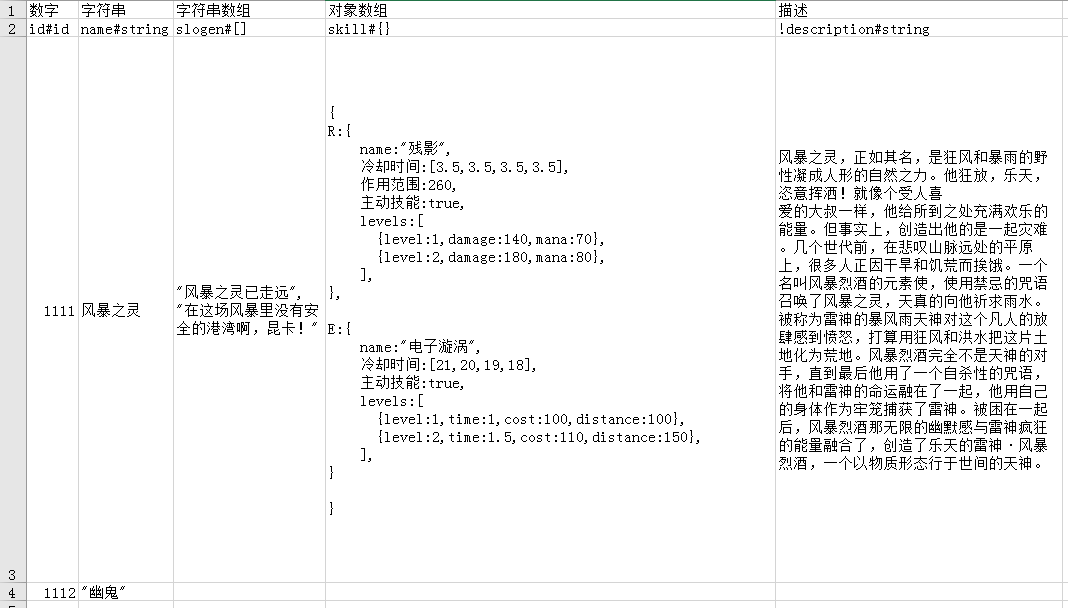 1 数字 字符串 字符串数组 对象数组 描述
2 id#id name#string slogen#[] skill#{} !description#string
3
1111 风暴之灵
"风暴之灵已走远",
"在这场风暴里没有安
全的港湾啊，昆卡！"
{
R:{
name:"残影",
冷却时间:[3.5,3.5,3.5,3.5],
作用范围:260,
主动技能:true,
levels:[
{level:1,damage:140,mana:70},
{level:2,damage:180,mana:80},
],
},
E:{
name:"电子漩涡",
冷却时间:[21,20,19,18],
主动技能:true,
levels:[
{level:1,time:1,cost:100,distance:100},
{level:2,time:1.5,cost:110,distance:150},
],
}
}
风暴之灵，正如其名，是狂风和暴雨的野
性凝成人形的自然之力。他狂放，乐天，
恣意挥洒！就像个受人喜
爱的大叔一样，他给所到之处充满欢乐的
能量。但事实上，创造出他的是一起灾难
。几个世代前，在悲叹山脉远处的平原
上，很多人正因干旱和饥荒而挨饿。一个
名叫风暴烈酒的元素使，使用禁忌的咒语
召唤了风暴之灵，天真的向他祈求雨水。
被称为雷神的暴风雨天神对这个凡人的放
肆感到愤怒，打算用狂风和洪水把这片土
地化为荒地。风暴烈酒完全不是天神的对
手，直到最后他用了一个自杀性的咒语，
将他和雷神的命运融在了一起，他用自己
的身体作为牢笼捕获了雷神。被困在一起
后，风暴烈酒那无限的幽默感与雷神疯狂
的能量融合了，创造了乐天的雷神·风暴
烈酒，一个以物质形态行于世间的天神。
4 1112 "幽鬼"